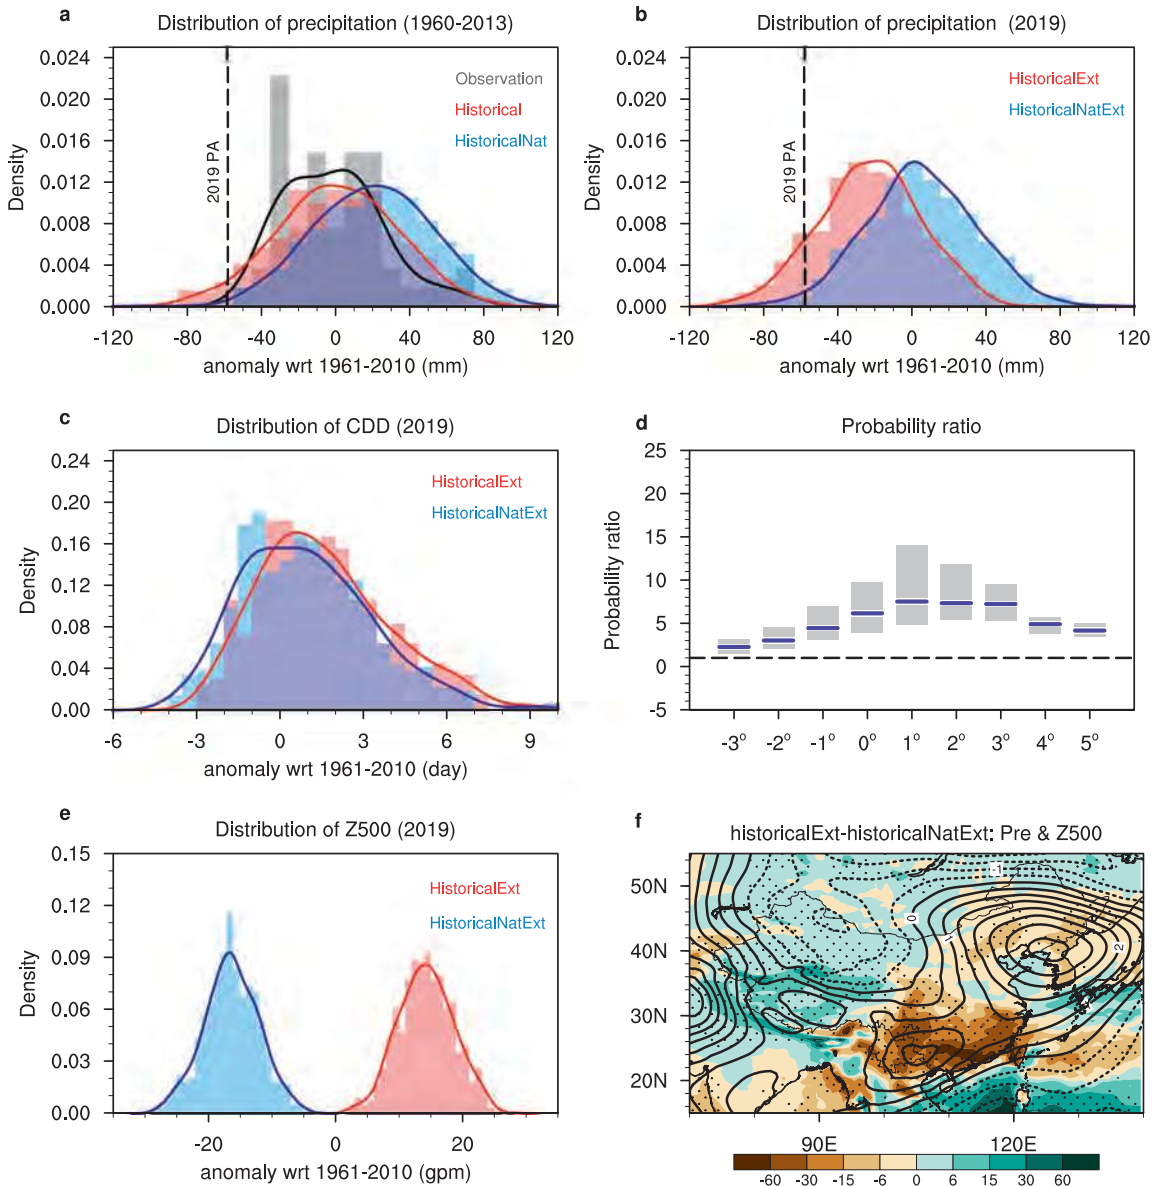 a Distribution of precipitation (1960-2013)
0.024
0.020
0.016
0.012
0.008
0.004
0.000
Density
Observation
Historical
HistoricalNat
2019 PA
-120 -80 -40 0 40 80 120
anomaly wrt 1961-2010 (mm)
b Distribution of precipitation (2019)
0.024
0.020
0.016
0.012
0.008
0.004
0.000
Density
HistoricalExt
HistoricalNatExt
2019 PA
-120 -80 -40 0 40 80 120
anomaly wrt 1961-2010 (mm)
c Distribution of CDD (2019)
0.24
0.20
0.16
0.12
0.08
0.04
0.00
Density
HistoricalExt
HistoricalNatExt
-6 -3 0 3 6 9
anomaly wrt 1961-2010 (day)
d Probability ratio
25
20
15
10
5
0
-5
Probability ratio
-3° -2° -1° 0° 1° 2° 3° 4° 5°
e Distribution of Z500 (2019)
0.15
0.12
0.09
0.06
0.03
0.00
Density
HistoricalExt
HistoricalNatExt
-20 0 20
anomaly wrt 1961-2010 (gpm)
f historicalExt-historicalNatExt: Pre & Z500
50N
40N
30N
20N
0
2
90E 120E
-60 -30 -15 -6 0 6 15 30 60